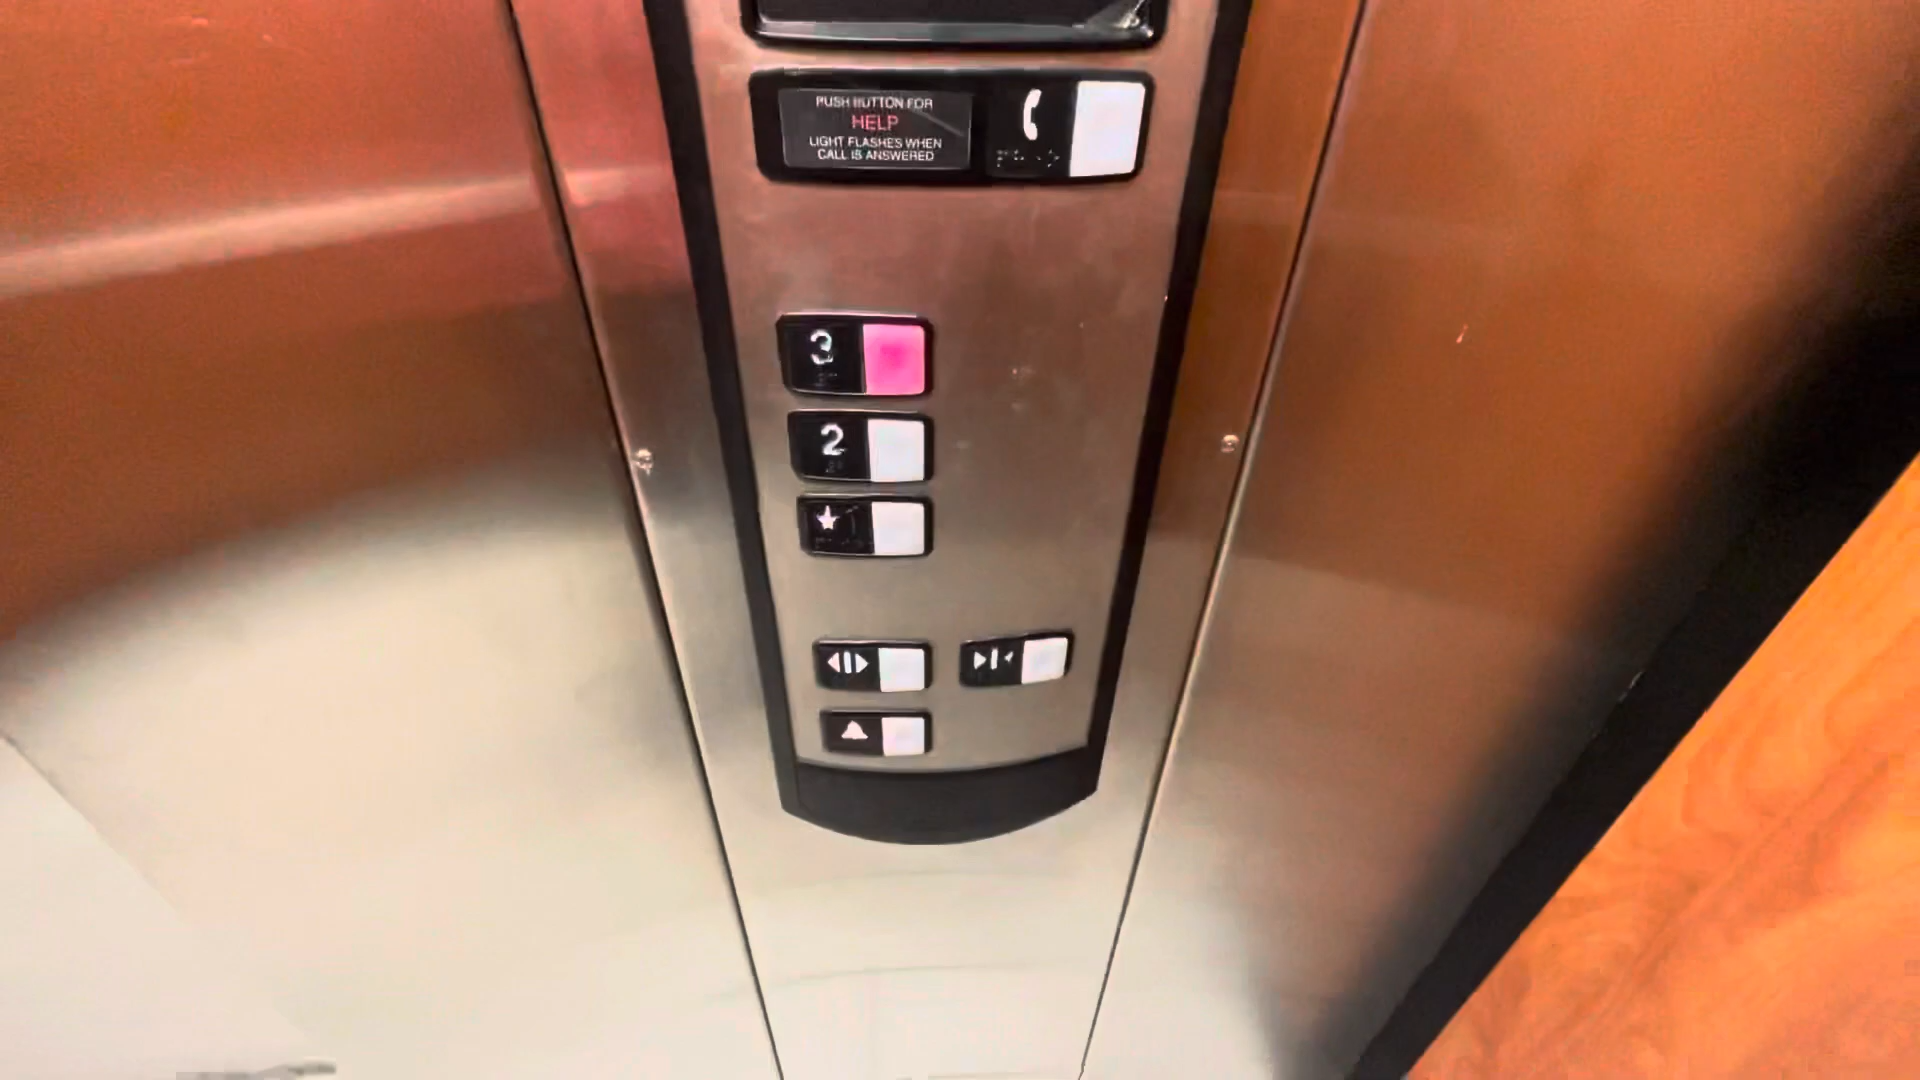 PUSH BUTTON FOR
HELP
LIGHT FLASHES WHEN
CALL IS ANSWERED
3
2